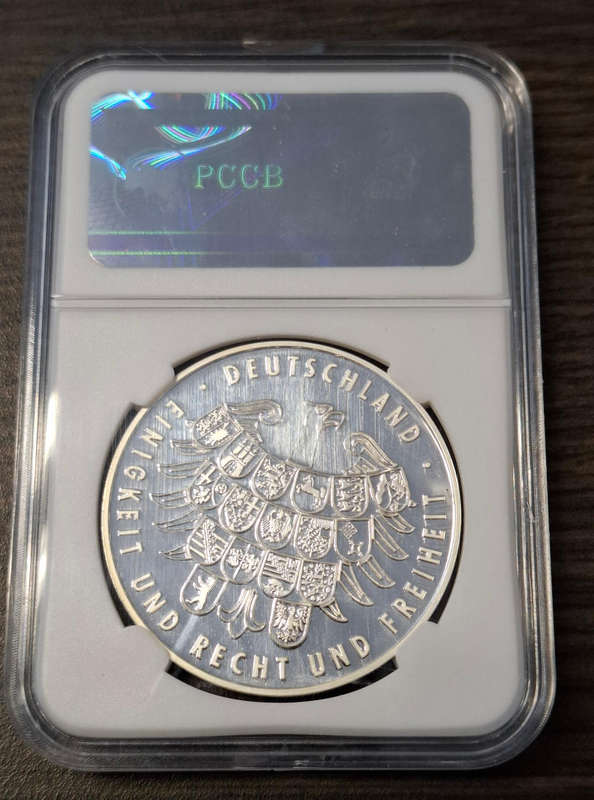 PCCB
· DEUTSCHLAND ·
EINIGKEIT UND RECHT UND FREIHEIT